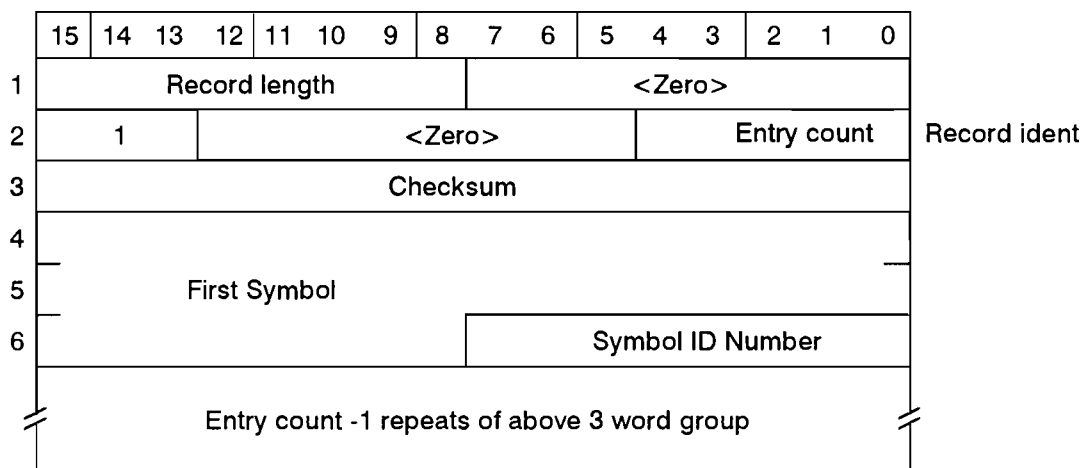 15 14 13 12 11 10 9 8 7 6 5 4 3 2 1 0
1 Record length <Zero>
2 1 <Zero> Entry count Record ident
3 Checksum
4
5 First Symbol
6 Symbol ID Number
Entry count -1 repeats of above 3 word group